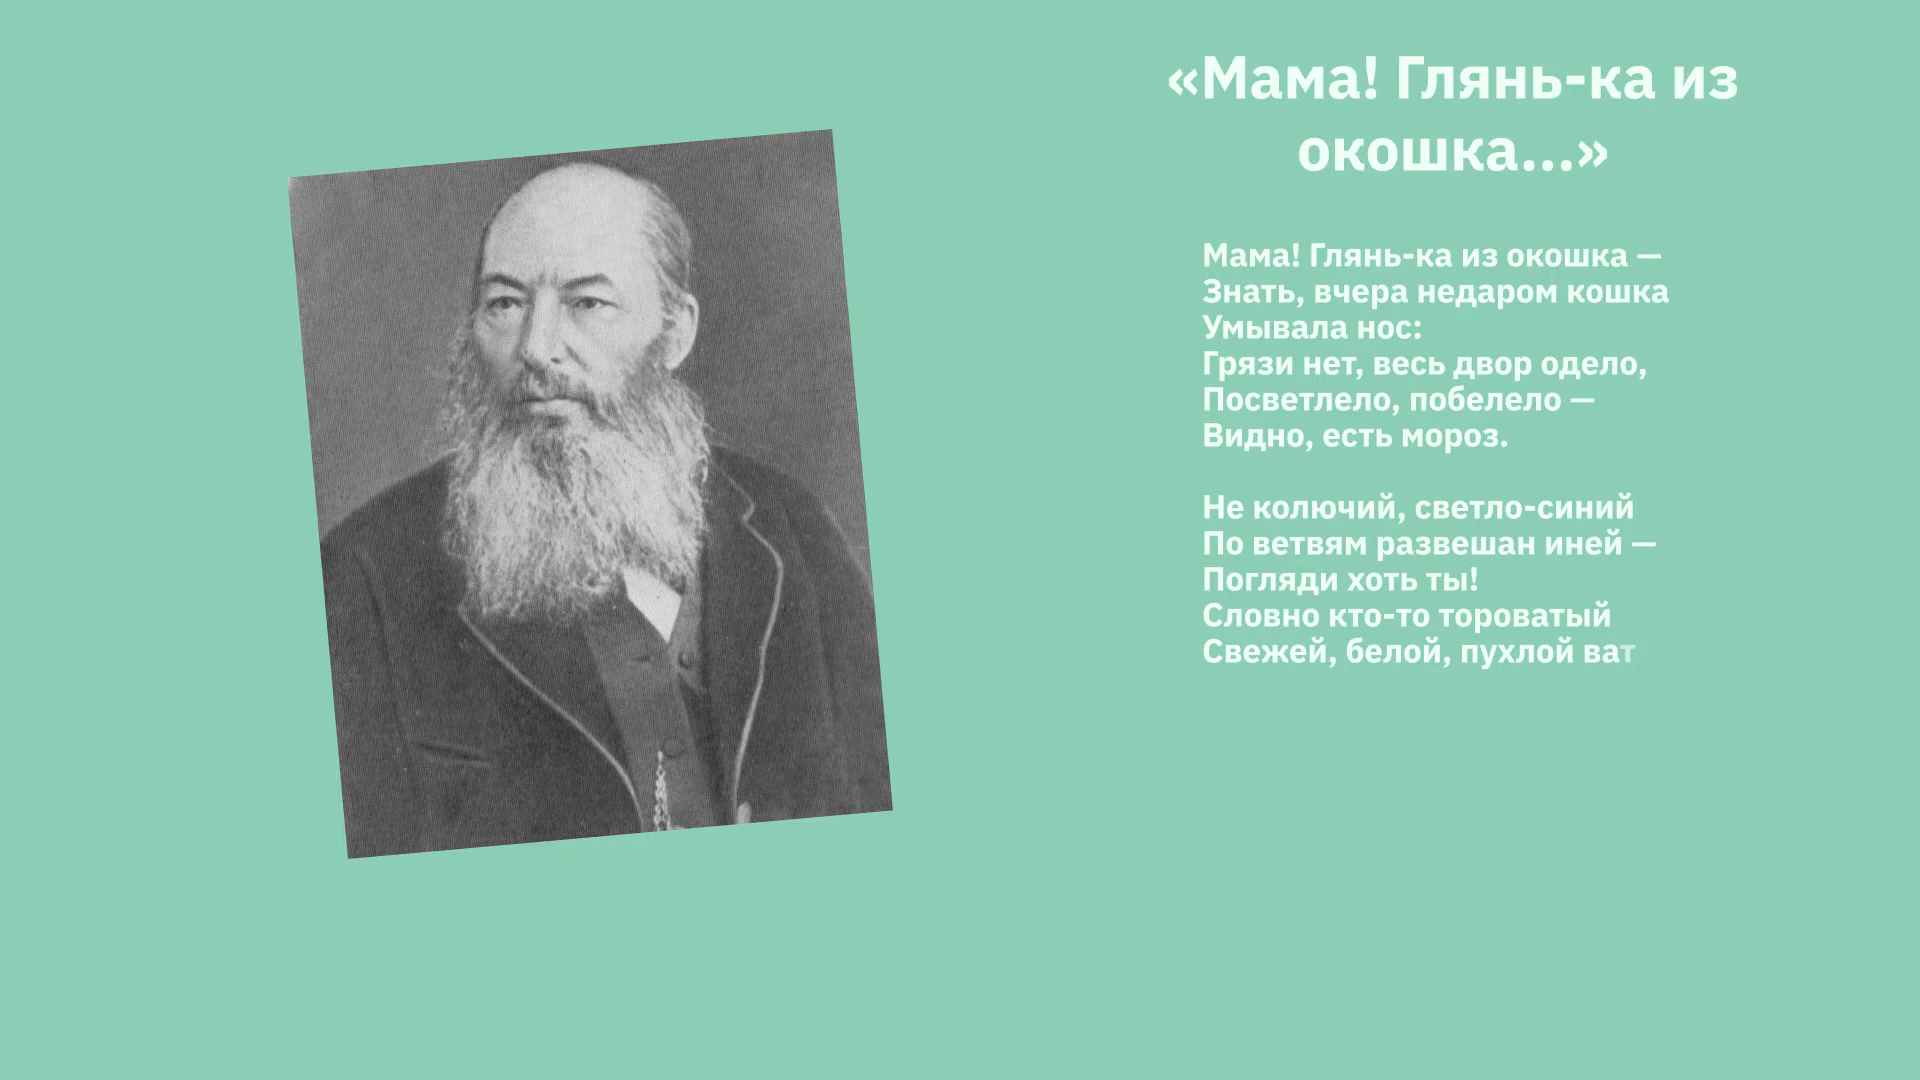 «Мама! Глянь-ка из
окошка...»
Мама! Глянь-ка из окошка —
Знать, вчера недаром кошка
Умывала нос:
Грязи нет, весь двор одело,
Посветлело, побелело —
Видно, есть мороз.
Не колючий, светло-синий
По ветвям развешан иней —
Погляди хоть ты!
Словно кто-то тороватый
Свежей, белой, пухлой ват